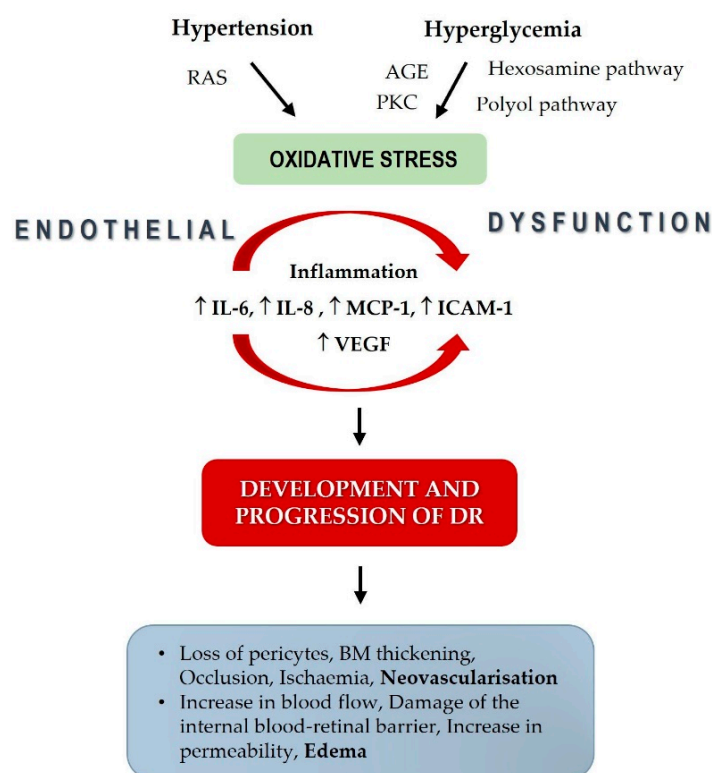 Hypertension
Hyperglycemia
RAS
AGE
Hexosamine pathway
PKC
Polyol pathway
OXIDATIVE STRESS
ENDOTHELIAL
DYSFUNCTION
Inflammation
↑ IL-6, ↑ IL-8 , ↑ MCP-1, ↑ ICAM-1
↑ VEGF
DEVELOPMENT AND
PROGRESSION OF DR
• Loss of pericytes, BM thickening,
Occlusion, Ischaemia, Neovascularisation
• Increase in blood flow, Damage of the
internal blood-retinal barrier, Increase in
permeability, Edema